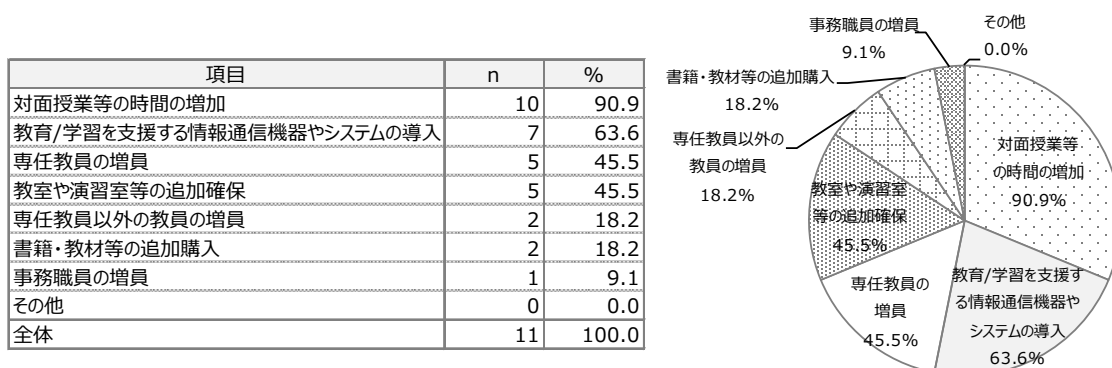 項目 n %
対面授業等の時間の増加 10 90.9
教育/学習を支援する情報通信機器やシステムの導入 7 63.6
専任教員の増員 5 45.5
教室や演習室等の追加確保 5 45.5
専任教員以外の教員の増員 2 18.2
書籍・教材等の追加購入 2 18.2
事務職員の増員 1 9.1
その他 0 0.0
全体 11 100.0
事務職員の増員
9.1%
その他
0.0%
書籍・教材等の追加購入
18.2%
専任教員以外の
教員の増員
18.2%
教室や演習室
等の追加確保
45.5%
専任教員の
増員
45.5%
対面授業等
の時間の増加
90.9%
教育/学習を支援す
る情報通信機器や
システムの導入
63.6%